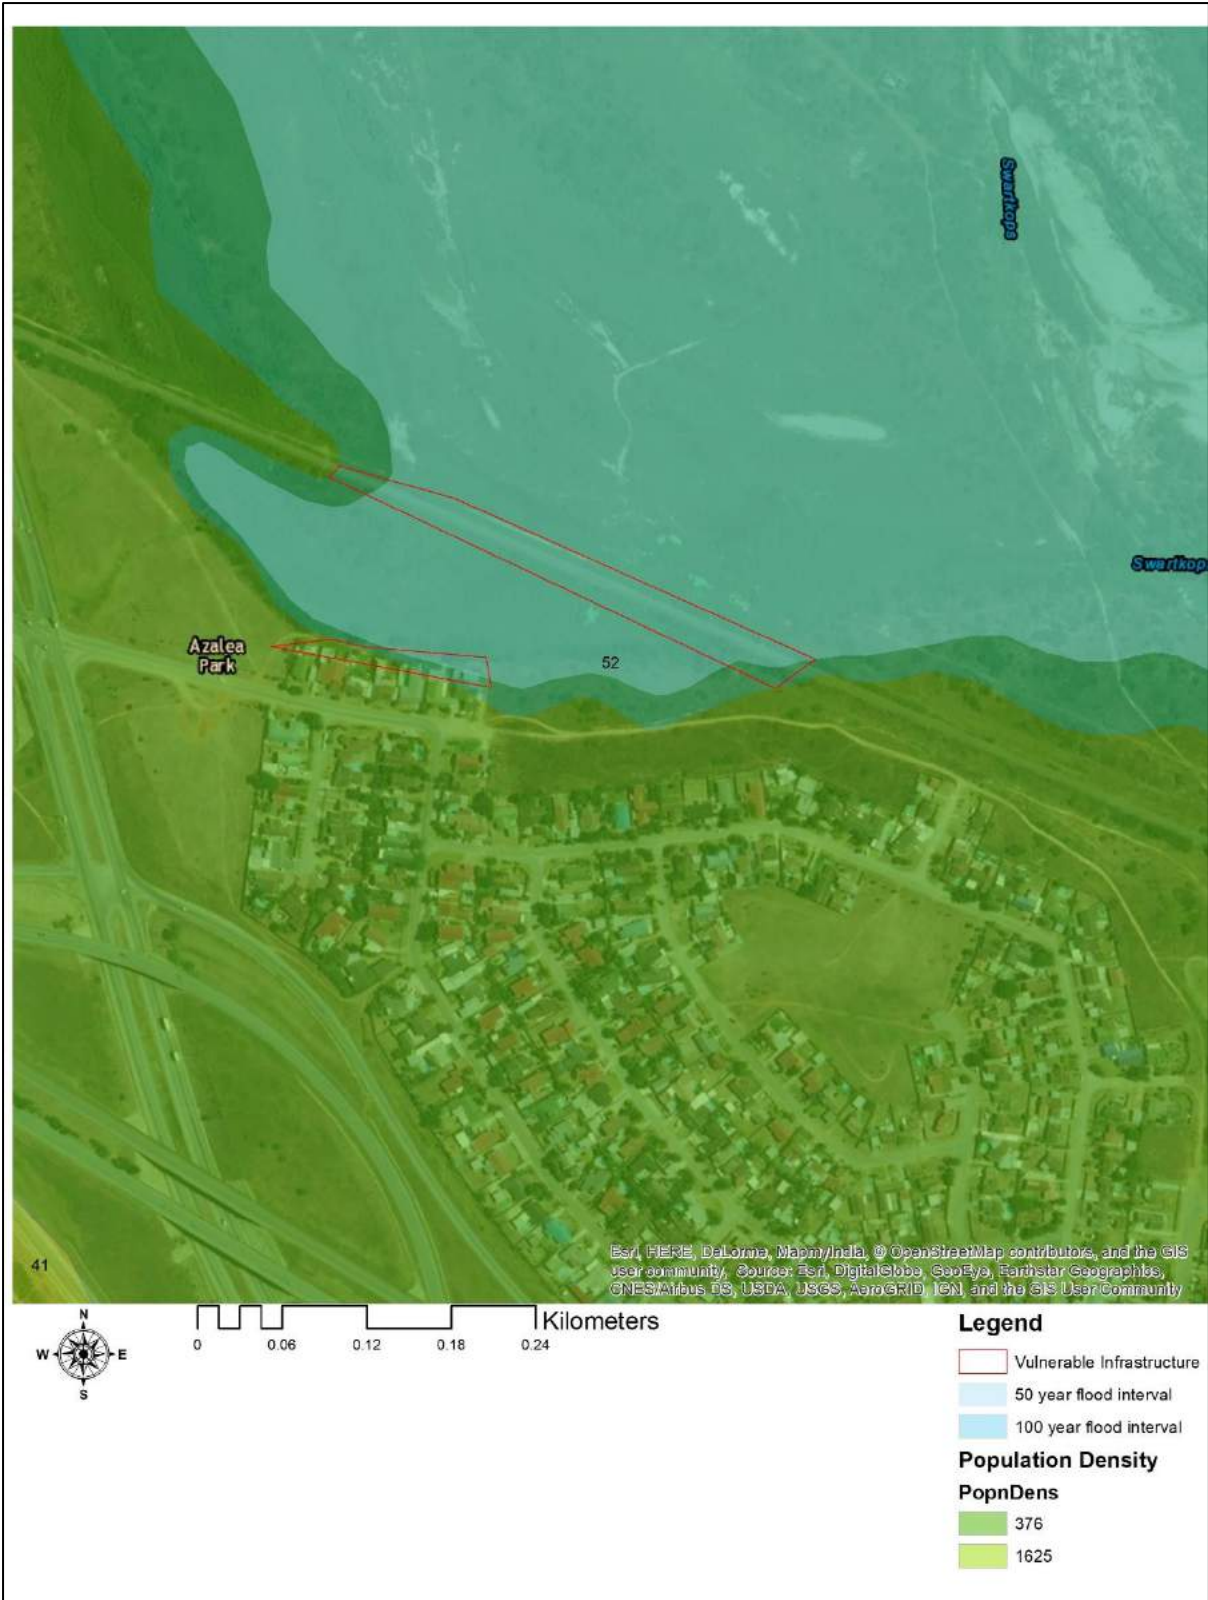 Swartkops
Swartkop
Azalea
Park
52
41
Esri, HERE, DeLorme, MapmyIndia, © OpenStreetMap contributors, and the GIS
user community, Source: Esri, DigitalGlobe, GeoEye, Earthstar Geographics,
CNES/Airbus DS, USDA, USGS, AeroGRID, IGN, and the GIS User Community
N
W E
S
Kilometers
0 0.06 0.12 0.18 0.24
Legend
Vulnerable Infrastructure
50 year flood interval
100 year flood interval
Population Density
PopnDens
376
1625